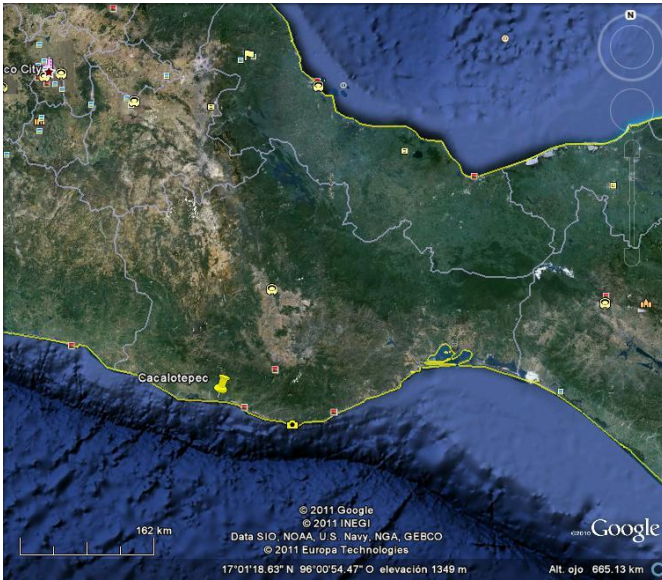 N
co City
Cacalotepec
© 2011 Google
© 2011 INEGI
Data SIO, NOAA, U.S. Navy, NGA, GEBCO
© 2011 Europa Technologies
©2010 Google
162 km
17°01'18.63" N 96°00'54.47" O elevación 1349 m Alt. ojo 665.13 km